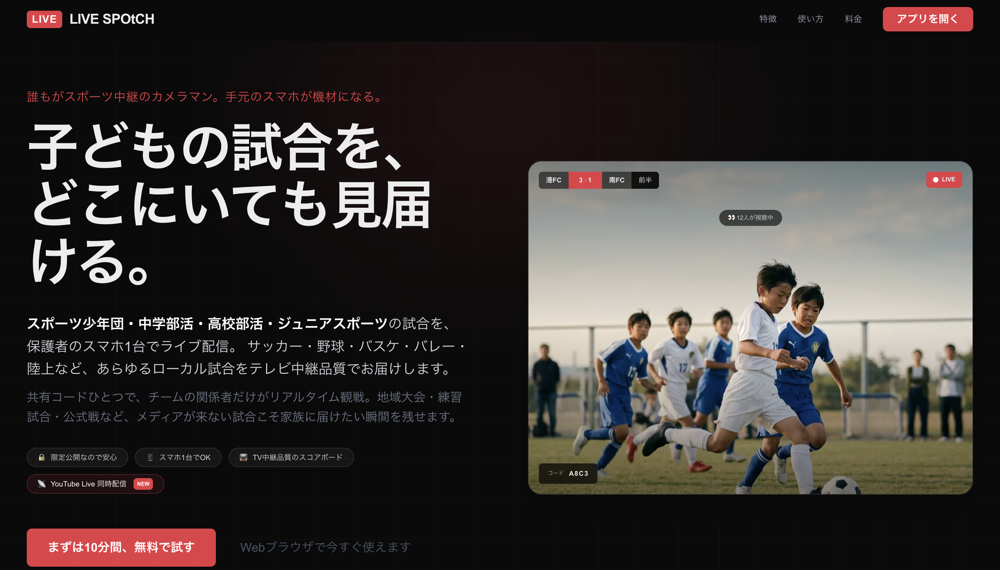 LIVE LIVE SPOtCH 特徴 使い方 料金 アプリを開く
誰もがスポーツ中継のカメラマン。手元のスマホが機材になる。
子どもの試合を、
どこにいても見届
ける。
スポーツ少年団・中学部活・高校部活・ジュニアスポーツの試合を、
保護者のスマホ1台でライブ配信。 サッカー・野球・バスケ・バレー・
陸上など、あらゆるローカル試合をテレビ中継品質でお届けします。
共有コードひとつで、チームの関係者だけがリアルタイム観戦。地域大会・練習
試合・公式戦など、メディアが来ない試合こそ家族に届けたい瞬間を残せます。
限定公開なので安心 スマホ1台でOK TV中継品質のスコアボード
YouTube Live 同時配信 NEW
まずは10分間、無料で試す Webブラウザで今すぐ使えます
港FC 3 - 1 南FC 前半 LIVE
12人が視聴中
17
コード A8C3